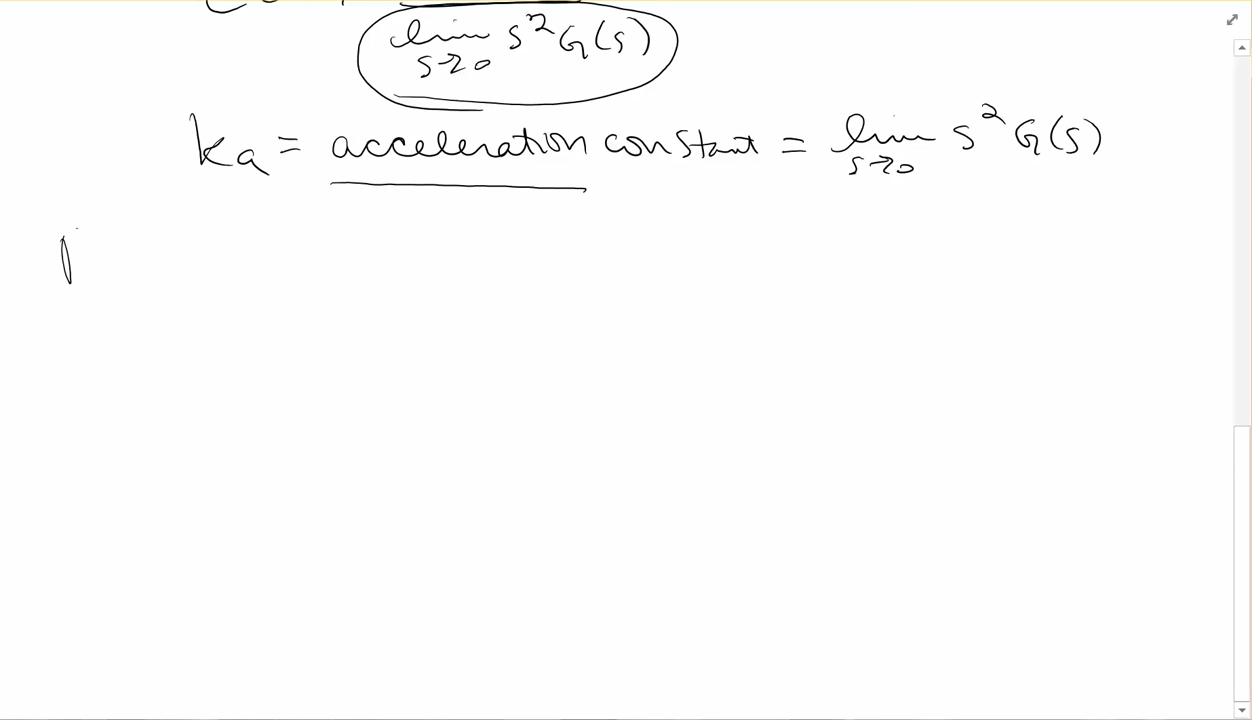 lim s→0 s²G(s)
ka = acceleration constant = lim s→0 s²G(s)